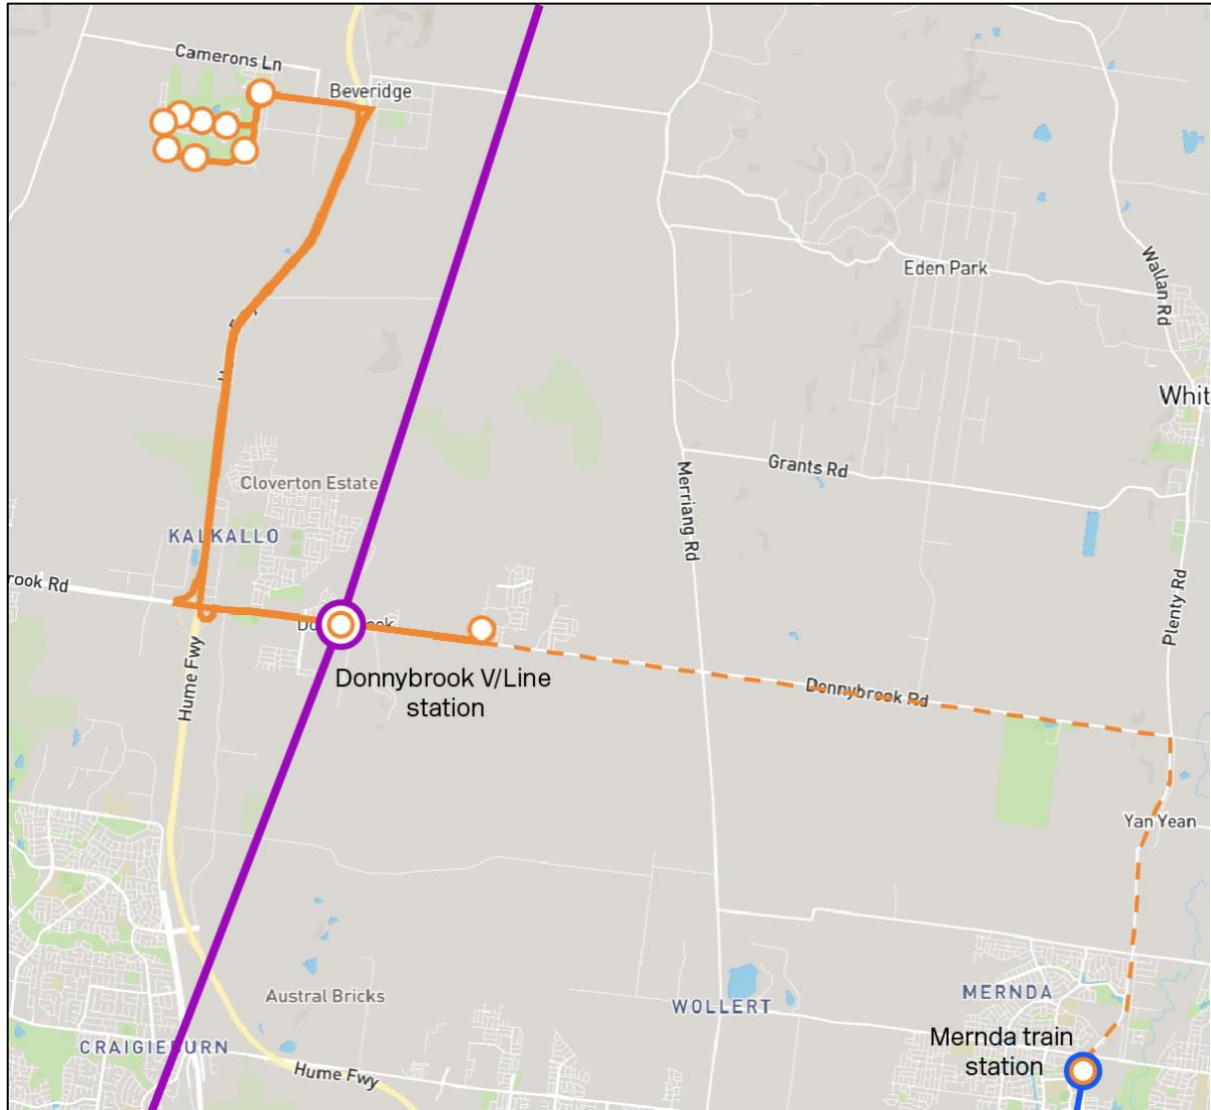 Camerons Ln
Beveridge
Wallan Rd
Eden Park
Whit
Grants Rd
Cloverton Estate
Merriang Rd
KALKALLO
rook Rd
Plenty Rd
Hume Fwy
Donnybrook V/Line
station
Donnybrook Rd
Yan Yean
Austral Bricks
WOLLERT
MERNDA
CRAIGIEBURN
Hume Fwy
Mernda train
station